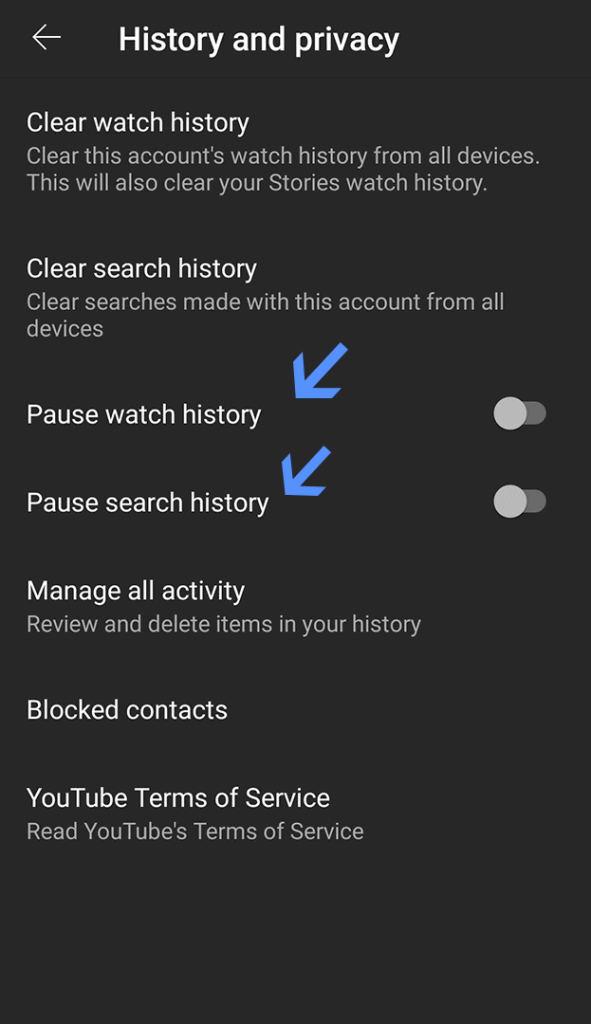 History and privacy
Clear watch history
Clear this account's watch history from all devices.
This will also clear your Stories watch history.
Clear search history
Clear searches made with this account from all
devices
Pause watch history
Pause search history
Manage all activity
Review and delete items in your history
Blocked contacts
YouTube Terms of Service
Read YouTube's Terms of Service